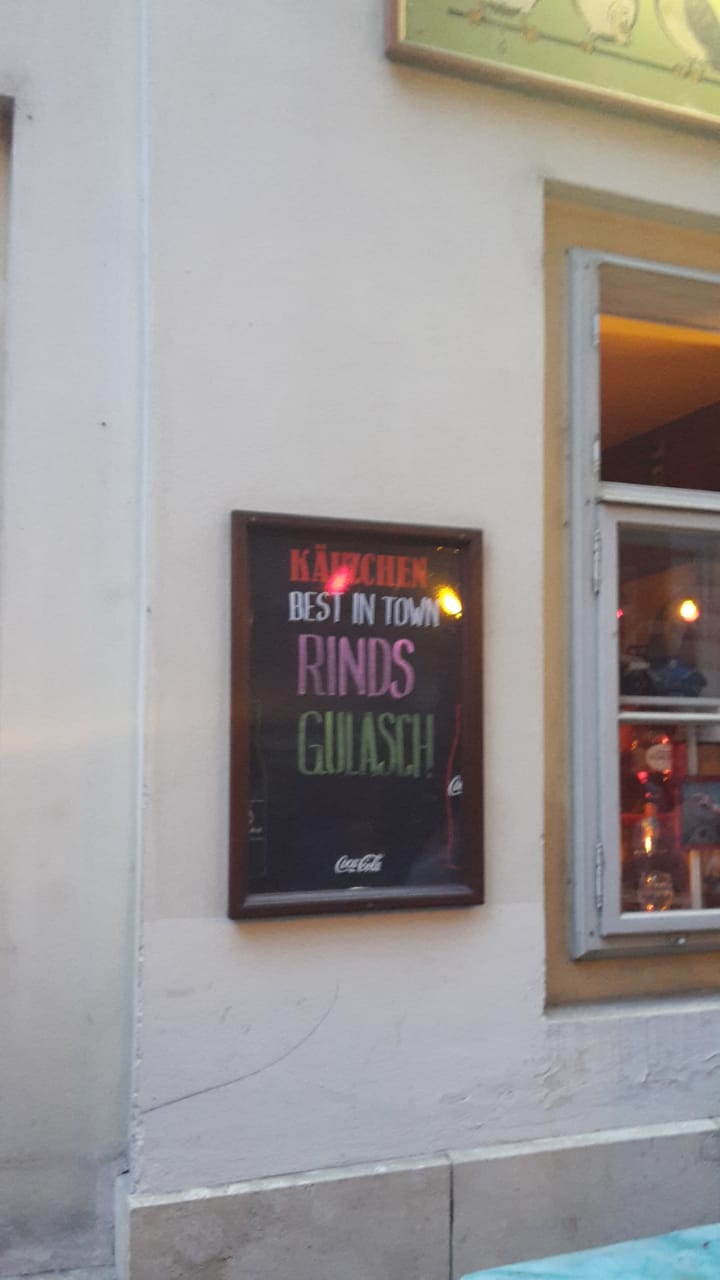 KÄUZCHEN
BEST IN TOWN
RINDS
GULASCH!
Coca-Cola